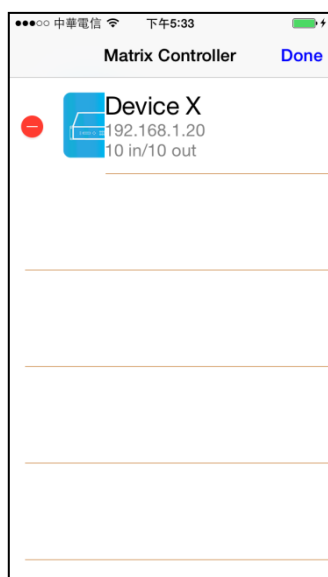 中華電信 下午5:33
Matrix Controller Done
Device X
192.168.1.20
10 in/10 out